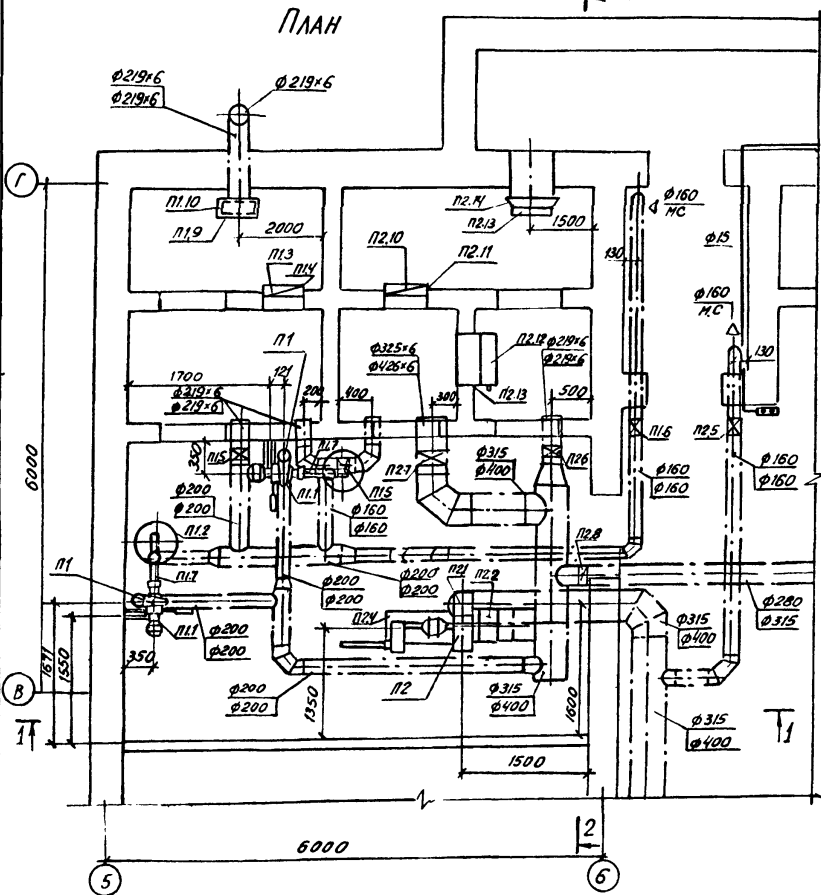 План
ф219×6
ф219×6
ф219×6
Г
П1.10
П1.9
2000
П1.3
П1.4
П2.14
П2.13
1500
П2.10
П2.11
130
ф160
МС
ф15
ф160
М.С
130
П1
1700
121
ф219×6
ф219×6
200
400
ф325×6
ф426×6
300
П2.12
П2.13
ф219×6
ф219×6
500
6000
П1.5
350
П1.1
П1.5
П2.7
ф315
ф400
П2.6
П1.6
П2.5
ф160
ф160
ф160
ф160
ф200
ф200
ф160
ф160
П1.2
П1.7
П1
П1.1
ф200
ф200
ф200
ф200
ф200
ф200
П2.1
П2.2
П2.8
П2.4
ф280
ф315
ф315
ф400
1671
1550
350
В
ф200
ф200
1350
П2
ф315
ф400
1600
ф315
ф400
1
1
1500
6000
2
5
6